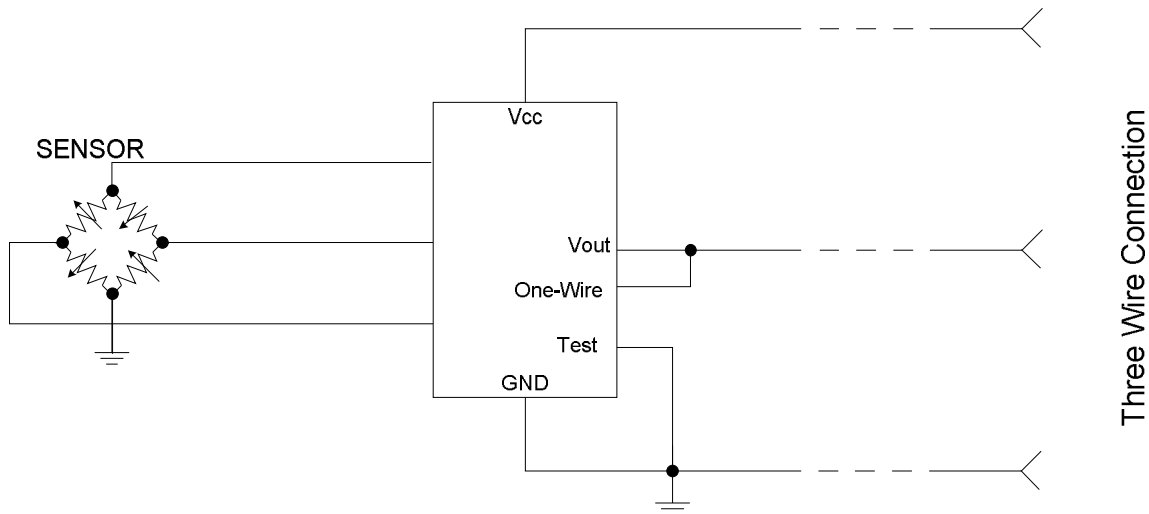 SENSOR
Vcc
Vout
One-Wire
Test
GND
Three Wire Connection